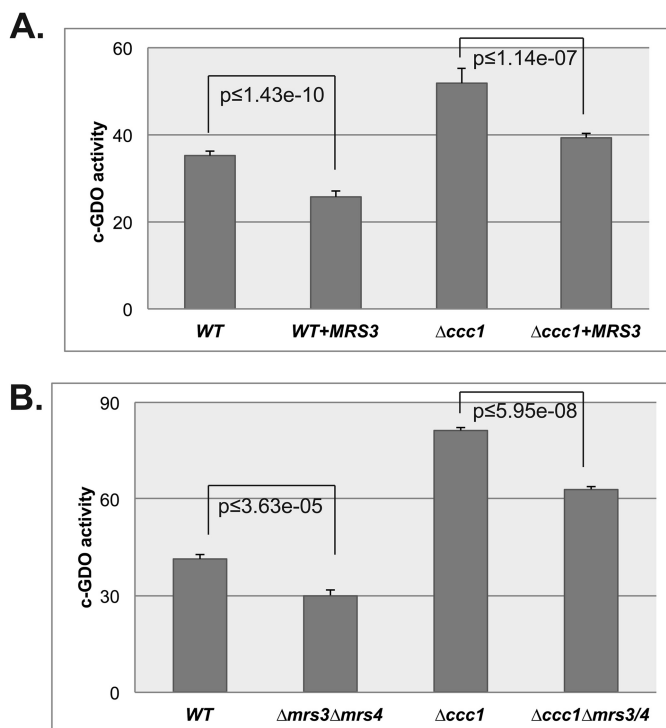 A.
60
p≤1.14e-07
p≤1.43e-10
40
c-GDO activity
20
0
WT WT+MRS3 Δccc1 Δccc1+MRS3
B.
90
p≤5.95e-08
p≤3.63e-05
60
c-GDO activity
30
0
WT Δmrs3Δmrs4 Δccc1 Δccc1Δmrs3/4